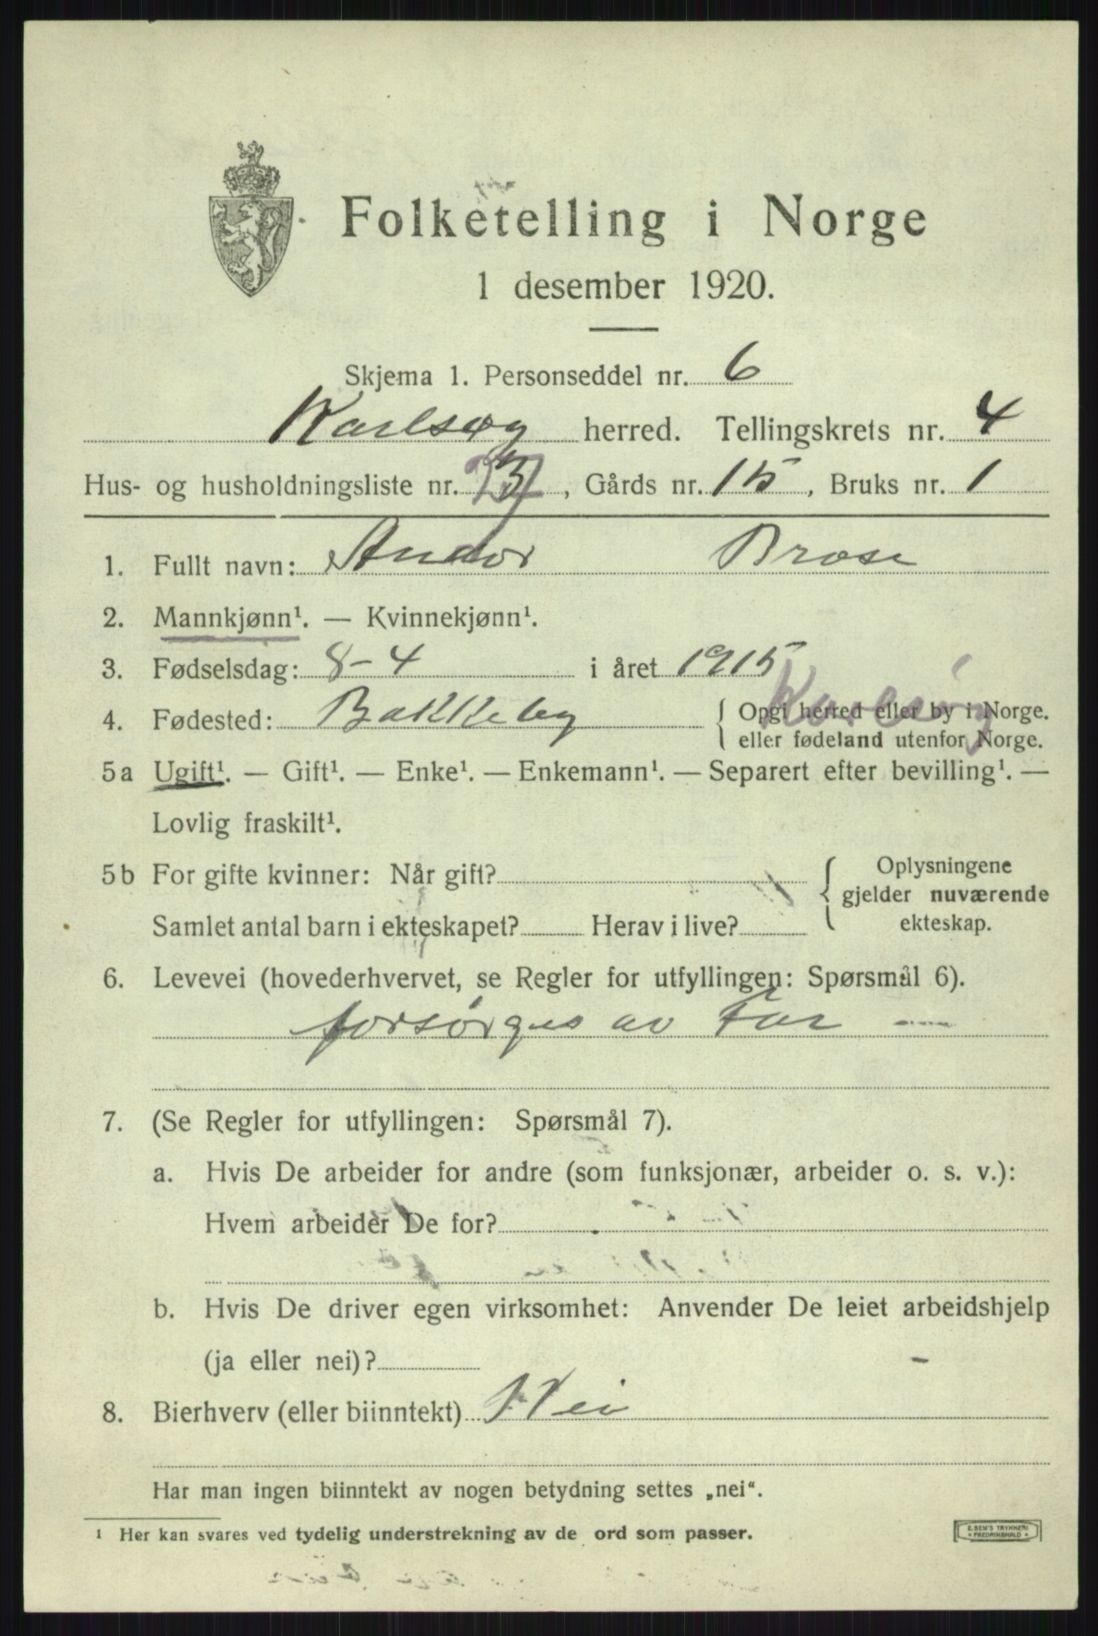 Folketelling i Norge
1 desember 1920.
Skjema 1. Personseddel nr. 6
Karlsøy herred. Tellingskrets nr. 4
Hus- og husholdningsliste nr. , Gårds nr. 15, Bruks nr. 1
1. Fullt navn: Andor Brose
2. Mannkjønn¹. — Kvinnekjønn¹.
3. Fødselsdag: 8-4 i året 1915
4. Fødested: Bakkeby { Opgi herred eller by i Norge. Karlsøy
eller fødeland utenfor Norge.
5a Ugift¹. — Gift¹. — Enke¹. — Enkemann¹. — Separert efter bevilling¹. —
Lovlig fraskilt¹.
5b For gifte kvinner: Når gift? { Oplysningene
gjelder nuværende
Samlet antal barn i ekteskapet? Herav i live? ekteskap.
6. Levevei (hovederhvervet, se Regler for utfyllingen: Spørsmål 6).
forsørges av Far —
7. (Se Regler for utfyllingen: Spørsmål 7).
a. Hvis De arbeider for andre (som funksjonær, arbeider o. s. v.):
Hvem arbeider De for?
b. Hvis De driver egen virksomhet: Anvender De leiet arbeidshjelp
(ja eller nei)? -
8. Bierhverv (eller biinntekt) Nei
Har man ingen biinntekt av nogen betydning settes „nei“.
¹ Her kan svares ved tydelig understrekning av de ord som passer.
E. SEM'S TRYKKERI
FREDRIKSHALD